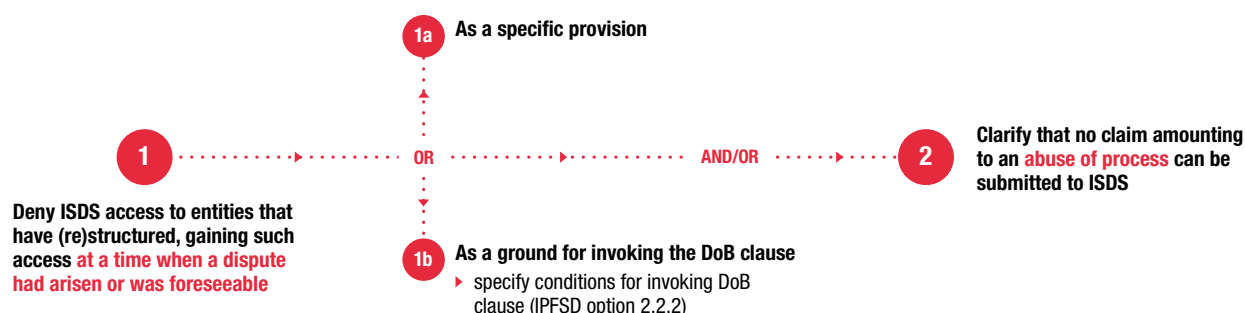 1a
As a specific provision
1
OR
AND/OR
2
Clarify that no claim amounting
to an abuse of process can be
submitted to ISDS
Deny ISDS access to entities that
have (re)structured, gaining such
access at a time when a dispute
had arisen or was foreseeable
1b
As a ground for invoking the DoB clause
specify conditions for invoking DoB
clause (IPFSD option 2.2.2)